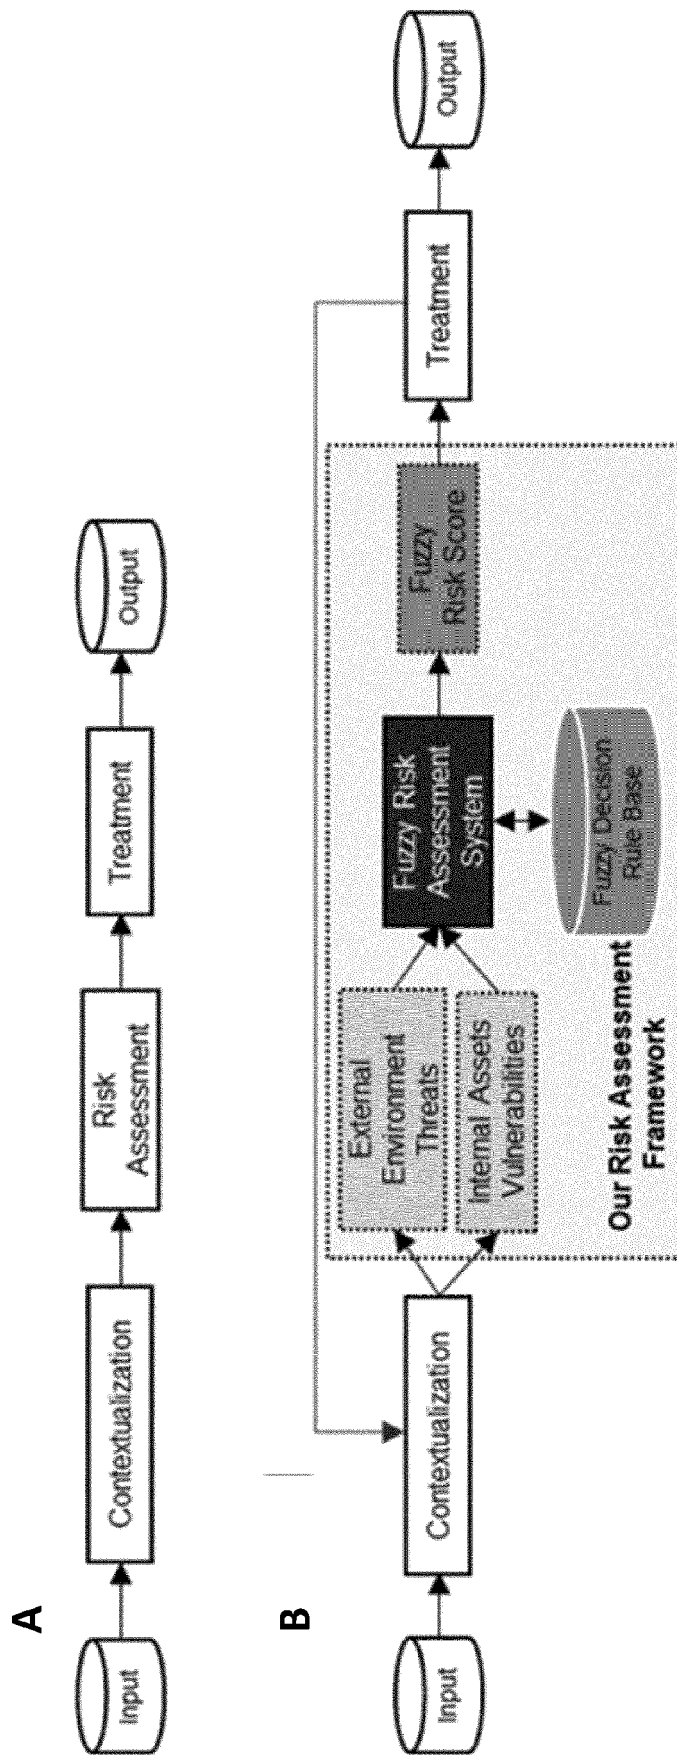 A
Input
Contextualization
Risk
Assessment
Treatment
Output
B
Input
Contextualization
External
Environment
Threats
Internal Assets
Vulnerabilities
Fuzzy Risk
Assessment
System
Fuzzy Decision
Rule Base
Fuzzy
Risk Score
Treatment
Output
Our Risk Assessment
Framework